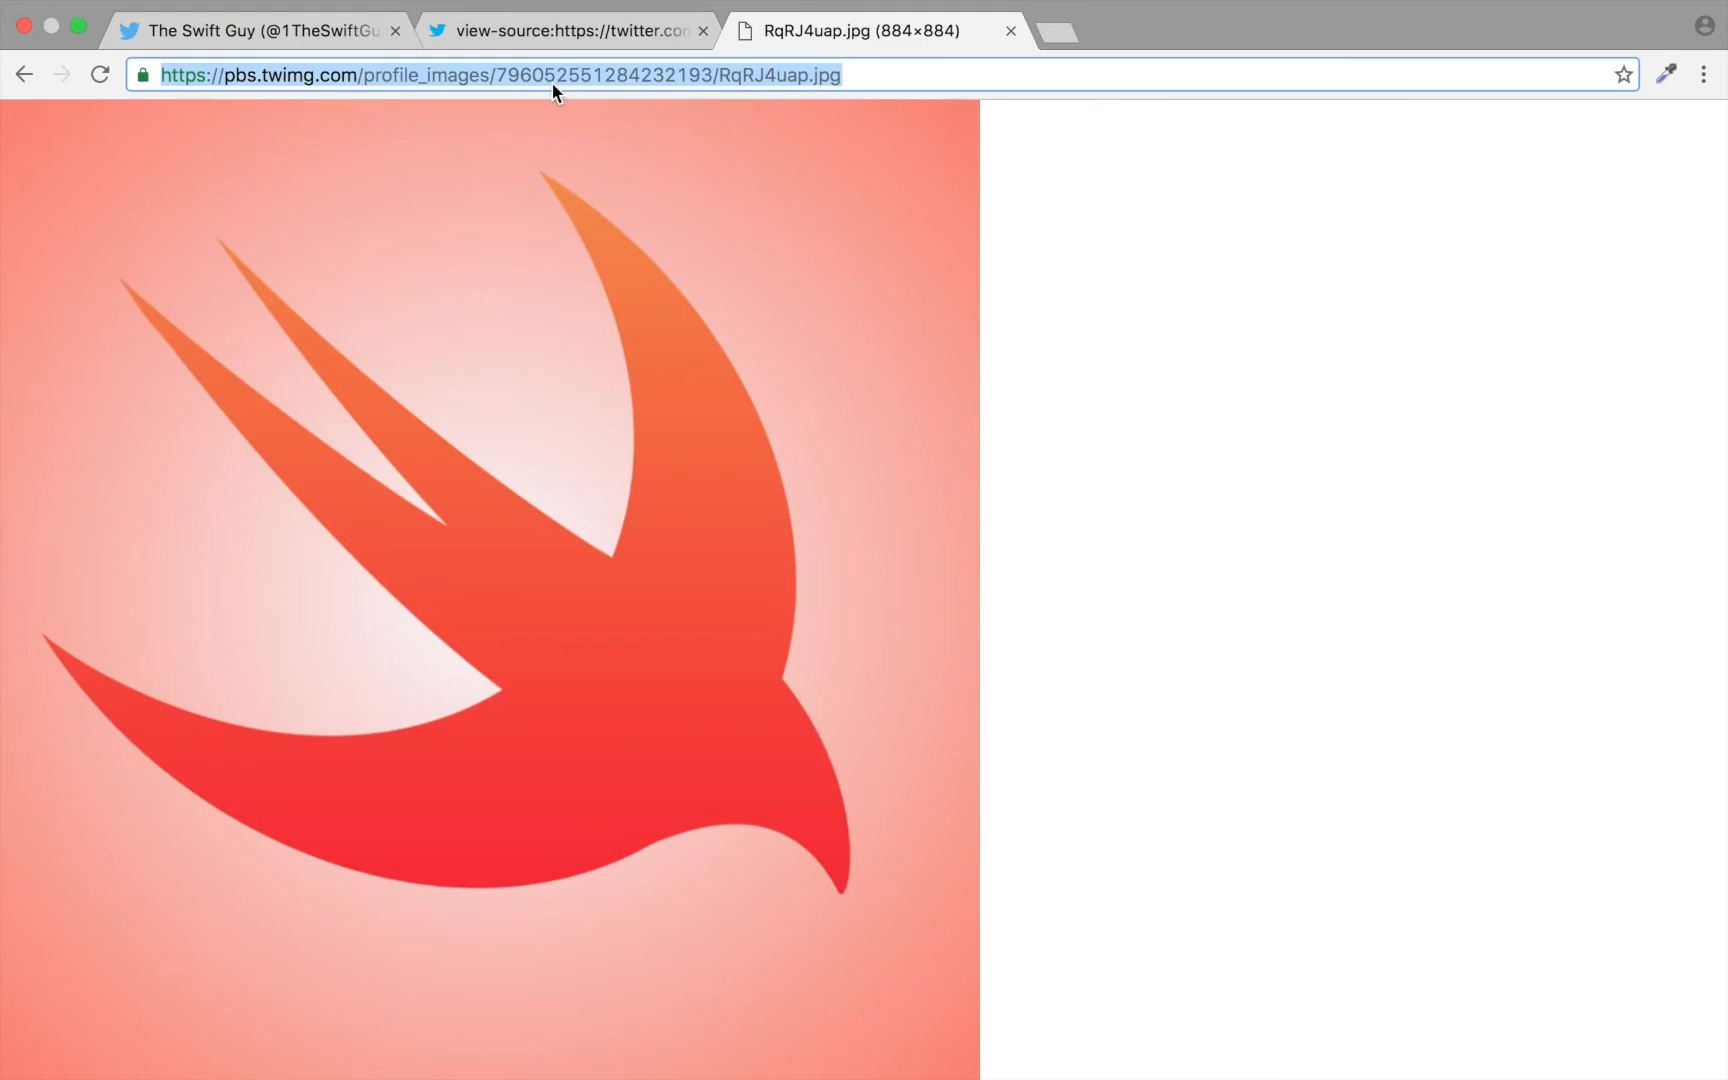 The Swift Guy (@1TheSwiftGu
view-source:https://twitter.con
RqRJ4uap.jpg (884×884)
https://pbs.twimg.com/profile_images/796052551284232193/RqRJ4uap.jpg